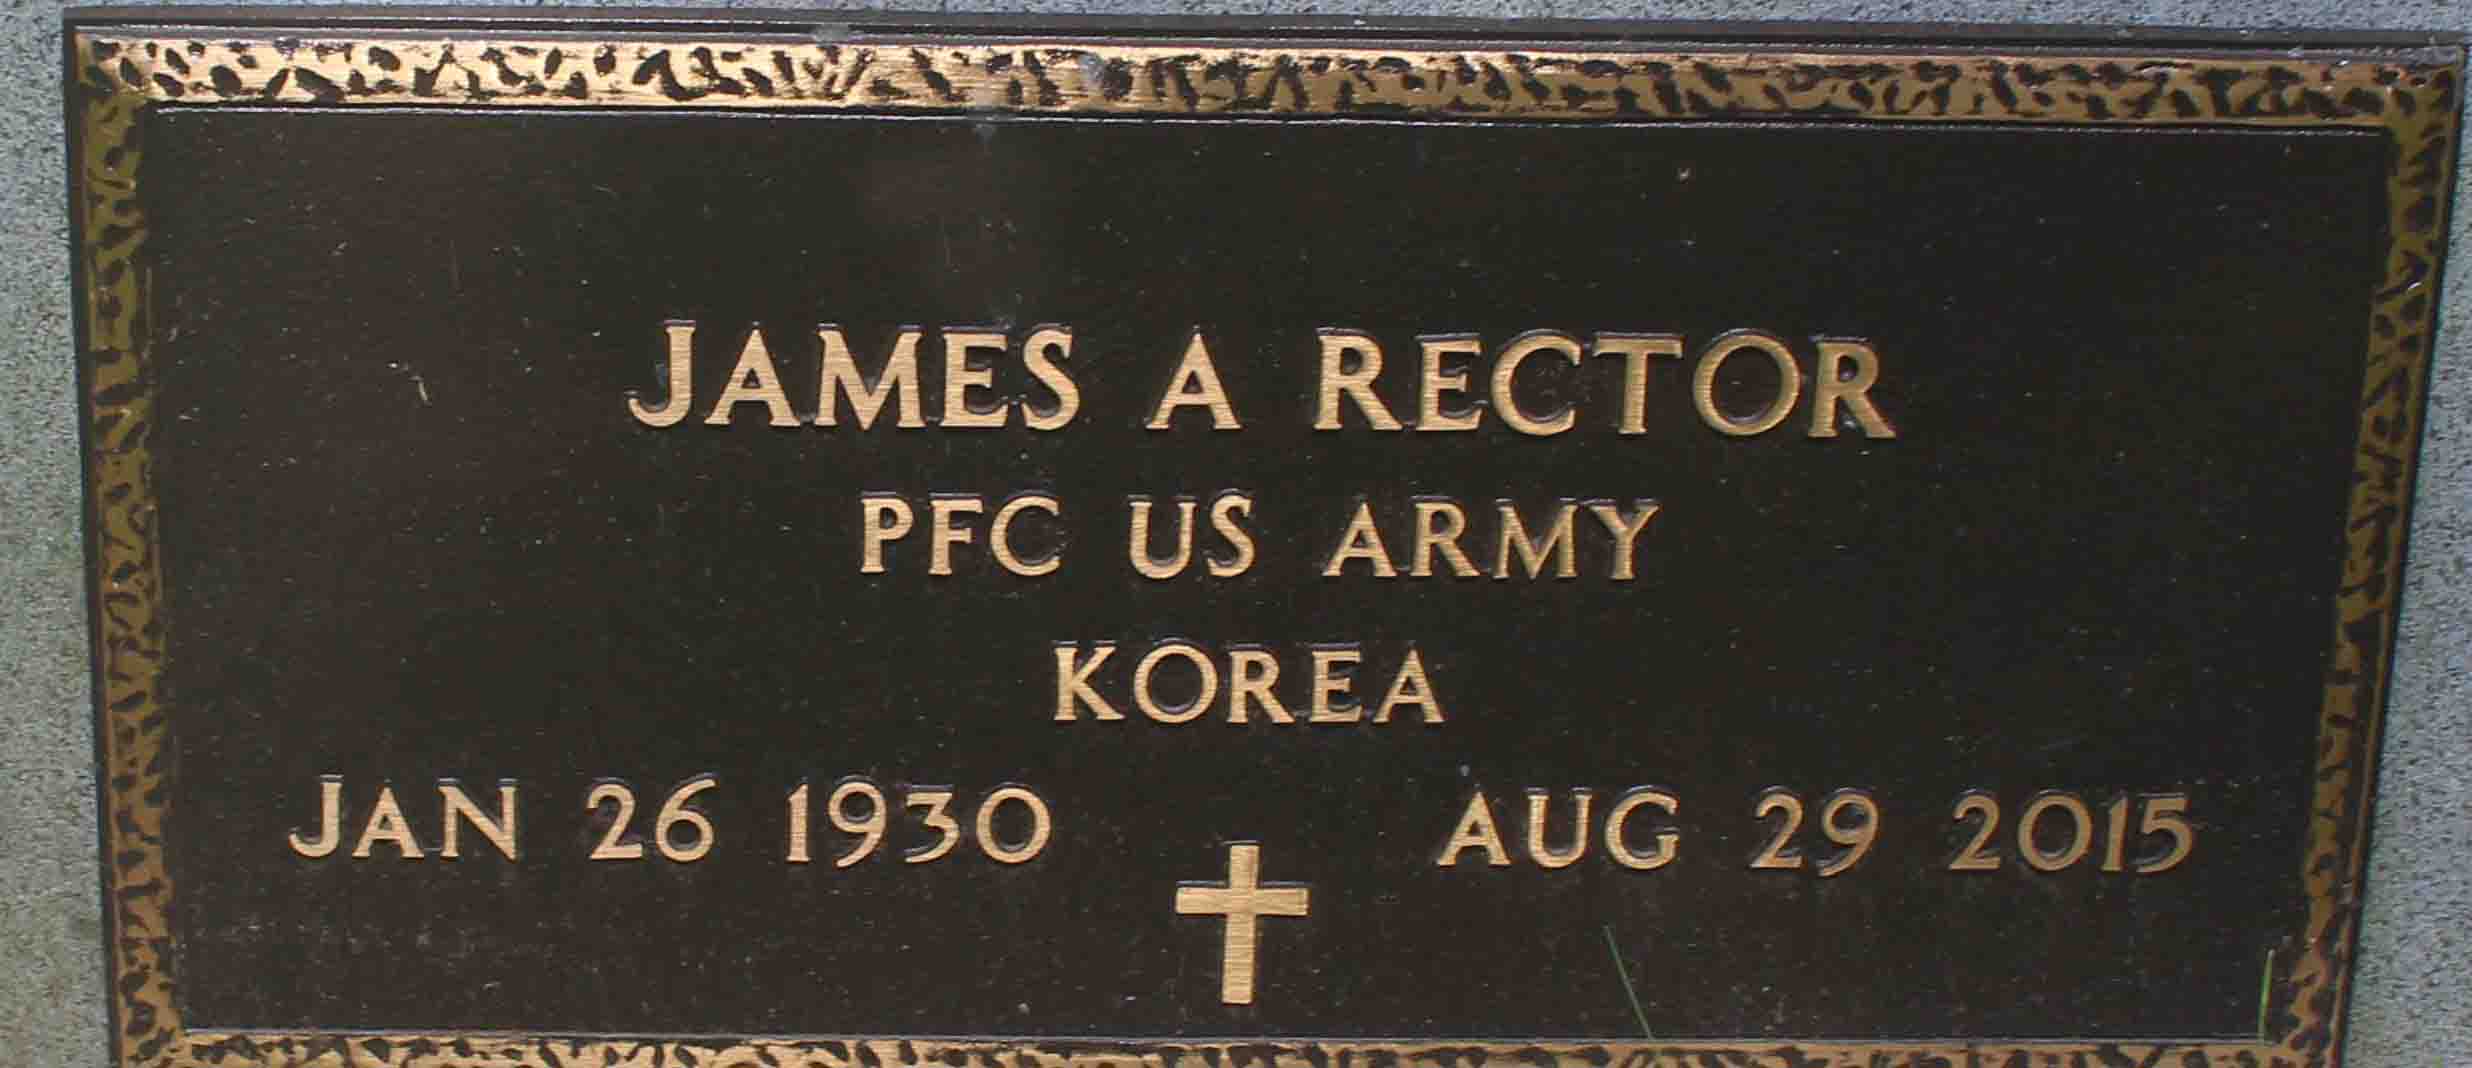 JAMES A RECTOR
PFC US ARMY
KOREA
JAN 26 1930 AUG 29 2015